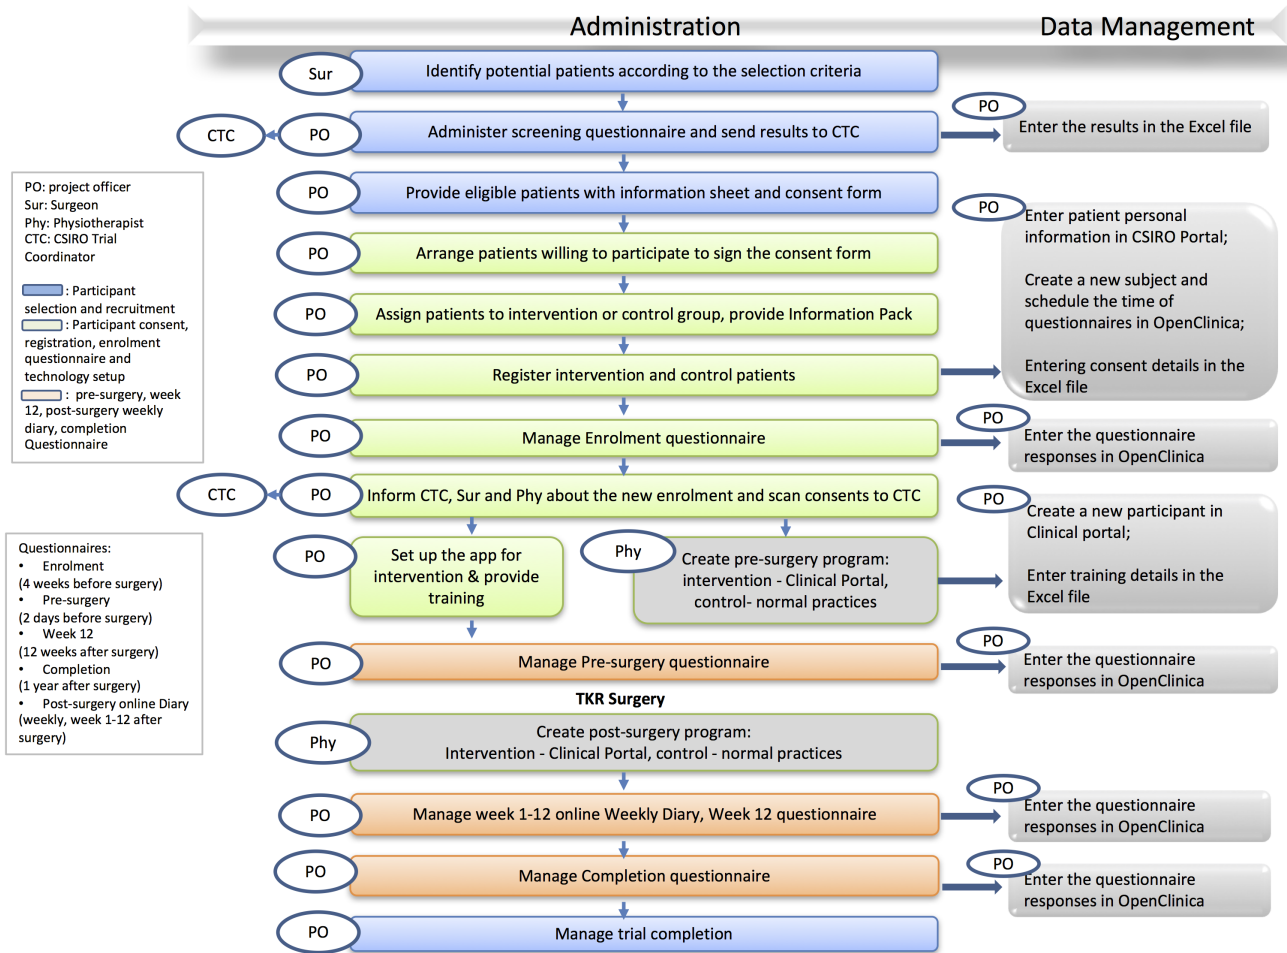 Administration
Data Management
Sur
Identify potential patients according to the selection criteria
CTC
PO
Administer screening questionnaire and send results to CTC
PO
Enter the results in the Excel file
PO: project officer
Sur: Surgeon
Phy: Physiotherapist
CTC: CSIRO Trial
Coordinator
: Participant
selection and recruitment
: Participant consent,
registration, enrolment
questionnaire and
technology setup
: pre-surgery, week
12, post-surgery weekly
diary, completion
Questionnaire
PO
Provide eligible patients with information sheet and consent form
PO
Arrange patients willing to participate to sign the consent form
PO
Assign patients to intervention or control group, provide Information Pack
PO
Register intervention and control patients
PO
Enter patient personal
information in CSIRO Portal;
Create a new subject and
schedule the time of
questionnaires in OpenClinica;
Entering consent details in the
Excel file
PO
Manage Enrolment questionnaire
PO
Enter the questionnaire
responses in OpenClinica
CTC
PO
Inform CTC, Sur and Phy about the new enrolment and scan consents to CTC
PO
Set up the app for
intervention & provide
training
Phy
Create pre-surgery program:
intervention - Clinical Portal,
control- normal practices
PO
Create a new participant in
Clinical portal;
Enter training details in the
Excel file
Questionnaires:
• Enrolment
(4 weeks before surgery)
• Pre-surgery
(2 days before surgery)
• Week 12
(12 weeks after surgery)
• Completion
(1 year after surgery)
• Post-surgery online Diary
(weekly, week 1-12 after
surgery)
PO
Manage Pre-surgery questionnaire
PO
Enter the questionnaire
responses in OpenClinica
TKR Surgery
Phy
Create post-surgery program:
Intervention - Clinical Portal, control - normal practices
PO
Manage week 1-12 online Weekly Diary, Week 12 questionnaire
PO
Enter the questionnaire
responses in OpenClinica
PO
Manage Completion questionnaire
PO
Enter the questionnaire
responses in OpenClinica
PO
Manage trial completion